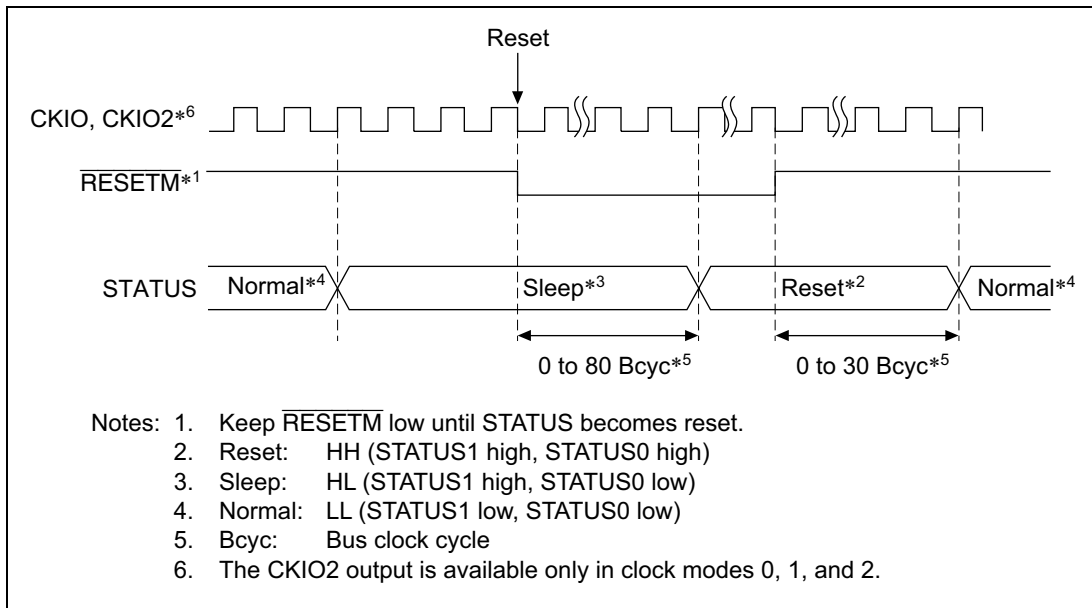 Reset
CKIO, CKIO2*6
RESETM*1
STATUS Normal*4 Sleep*3 Reset*2 Normal*4
0 to 80 Bcyc*5 0 to 30 Bcyc*5
Notes: 1. Keep RESETM low until STATUS becomes reset.
2. Reset: HH (STATUS1 high, STATUS0 high)
3. Sleep: HL (STATUS1 high, STATUS0 low)
4. Normal: LL (STATUS1 low, STATUS0 low)
5. Bcyc: Bus clock cycle
6. The CKIO2 output is available only in clock modes 0, 1, and 2.